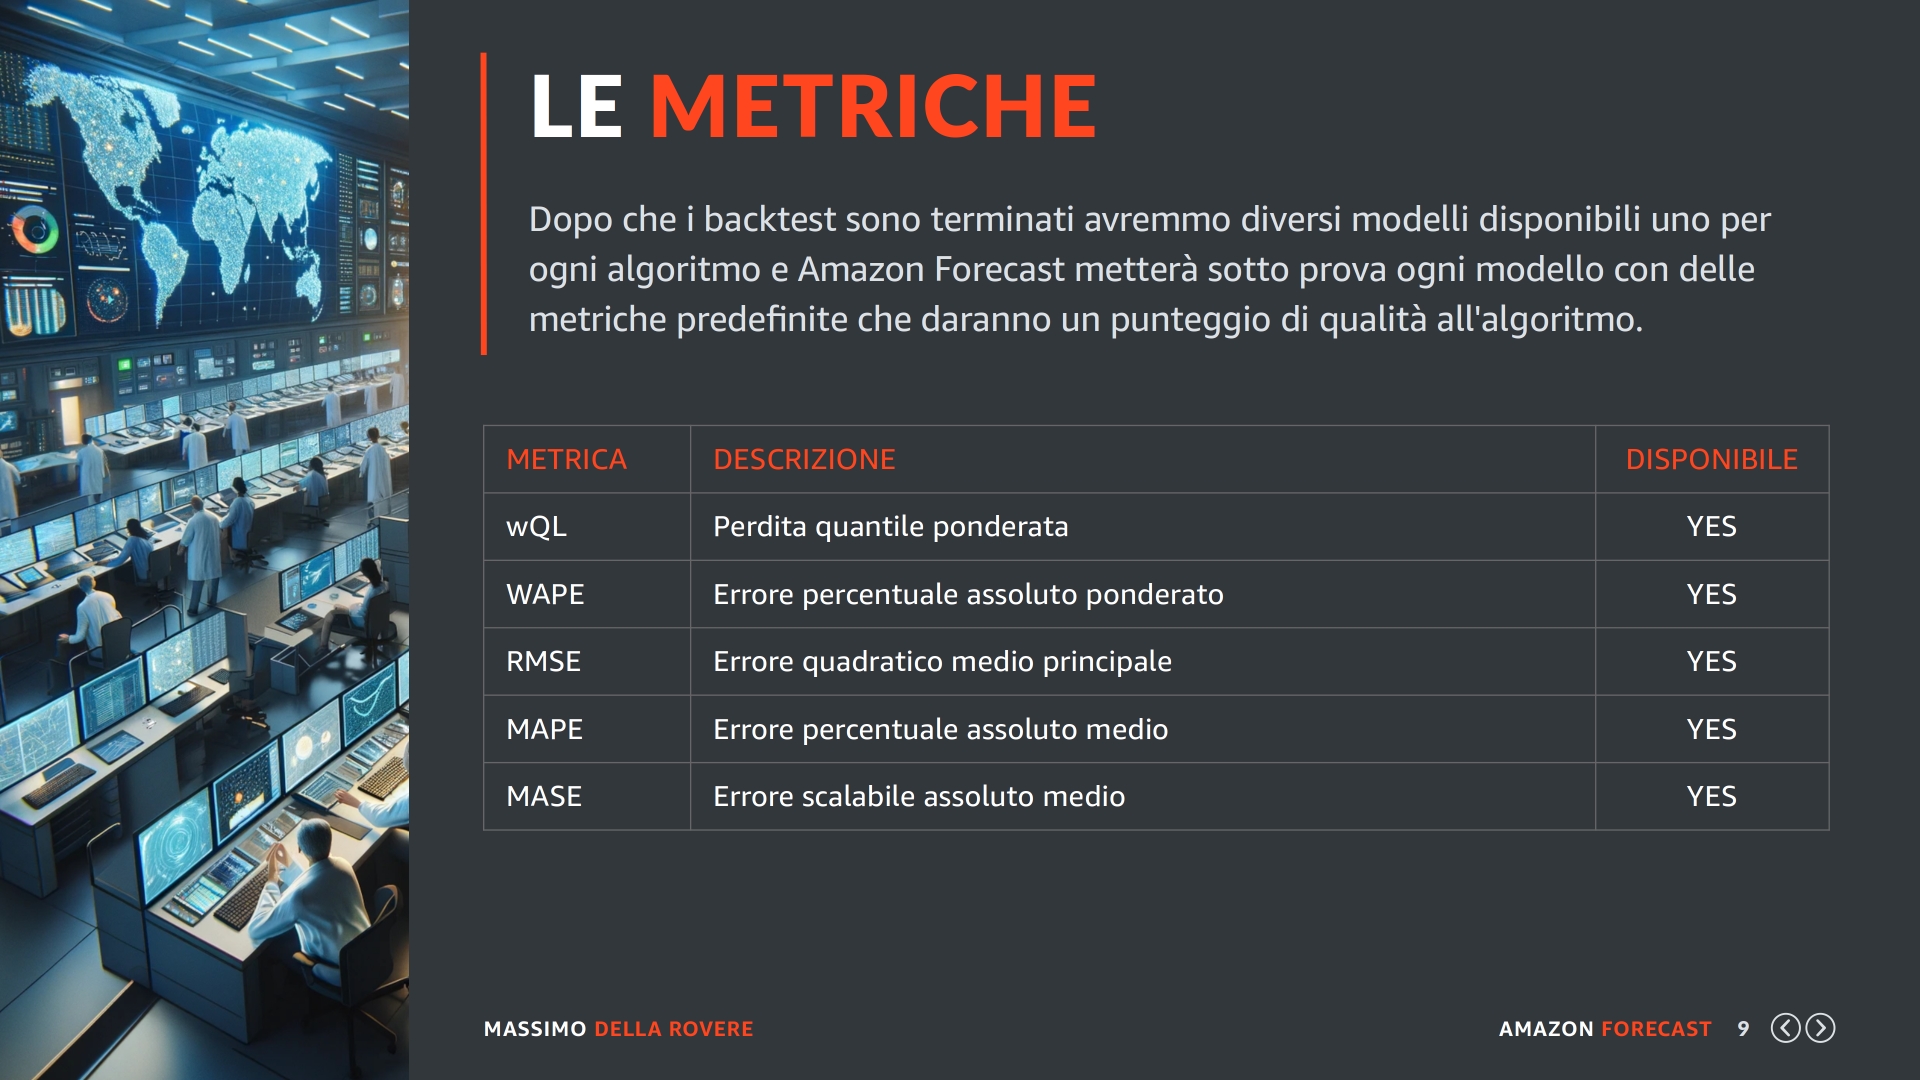 LE METRICHE
Dopo che i backtest sono terminati avremmo diversi modelli disponibili uno per
ogni algoritmo e Amazon Forecast metterà sotto prova ogni modello con delle
metriche predefinite che daranno un punteggio di qualità all'algoritmo.
METRICA DESCRIZIONE DISPONIBILE
wQL Perdita quantile ponderata YES
WAPE Errore percentuale assoluto ponderato YES
RMSE Errore quadratico medio principale YES
MAPE Errore percentuale assoluto medio YES
MASE Errore scalabile assoluto medio YES
MASSIMO DELLA ROVERE AMAZON FORECAST 9